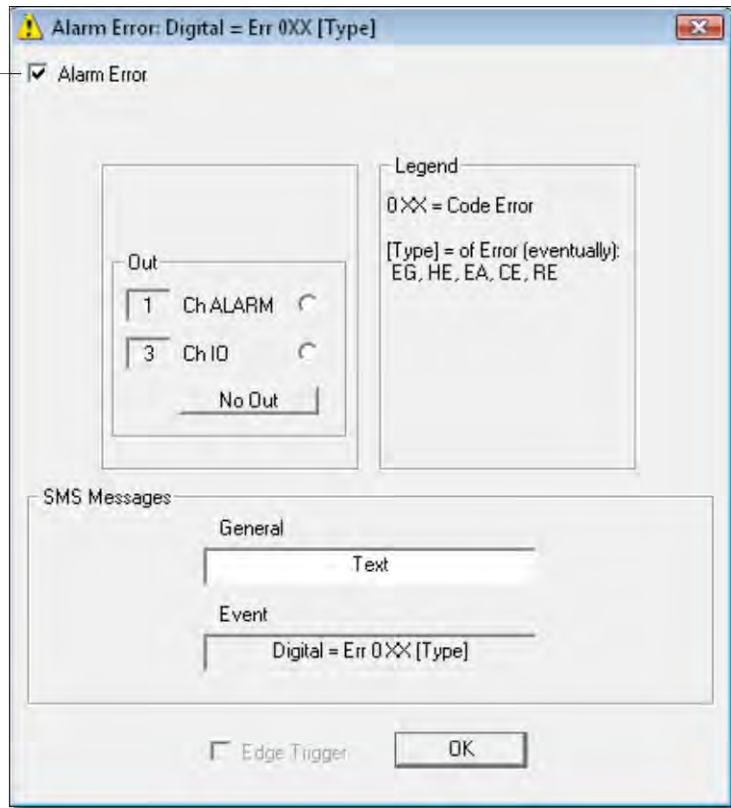 Alarm Error: Digital = Err 0XX [Type]
Alarm Error
Out
1 Ch ALARM
3 Ch IO
No Out
Legend
0XX = Code Error
[Type] = of Error (eventually):
EG, HE, EA, CE, RE
SMS Messages
General
Text
Event
Digital = Err 0XX [Type]
Edge Trigger
OK